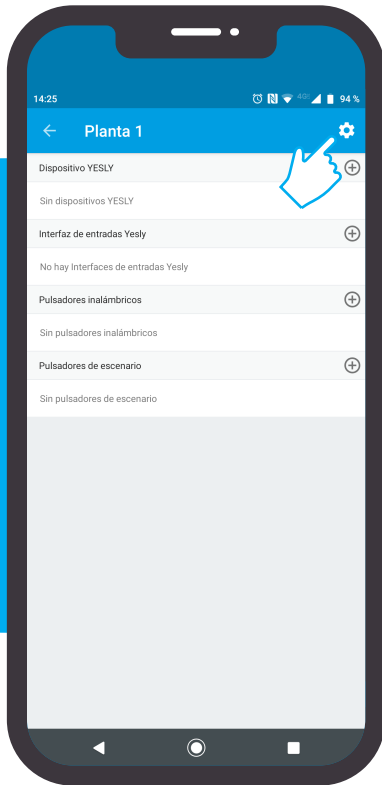 14:25
4G 94 %
Planta 1
Dispositivo YESLY
Sin dispositivos YESLY
Interfaz de entradas Yesly
No hay Interfaces de entradas Yesly
Pulsadores inalámbricos
Sin pulsadores inalámbricos
Pulsadores de escenario
Sin pulsadores de escenario